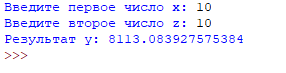 Введите первое число x: 10
Введите второе число z: 10
Результат y: 8113.083927575384
>>>